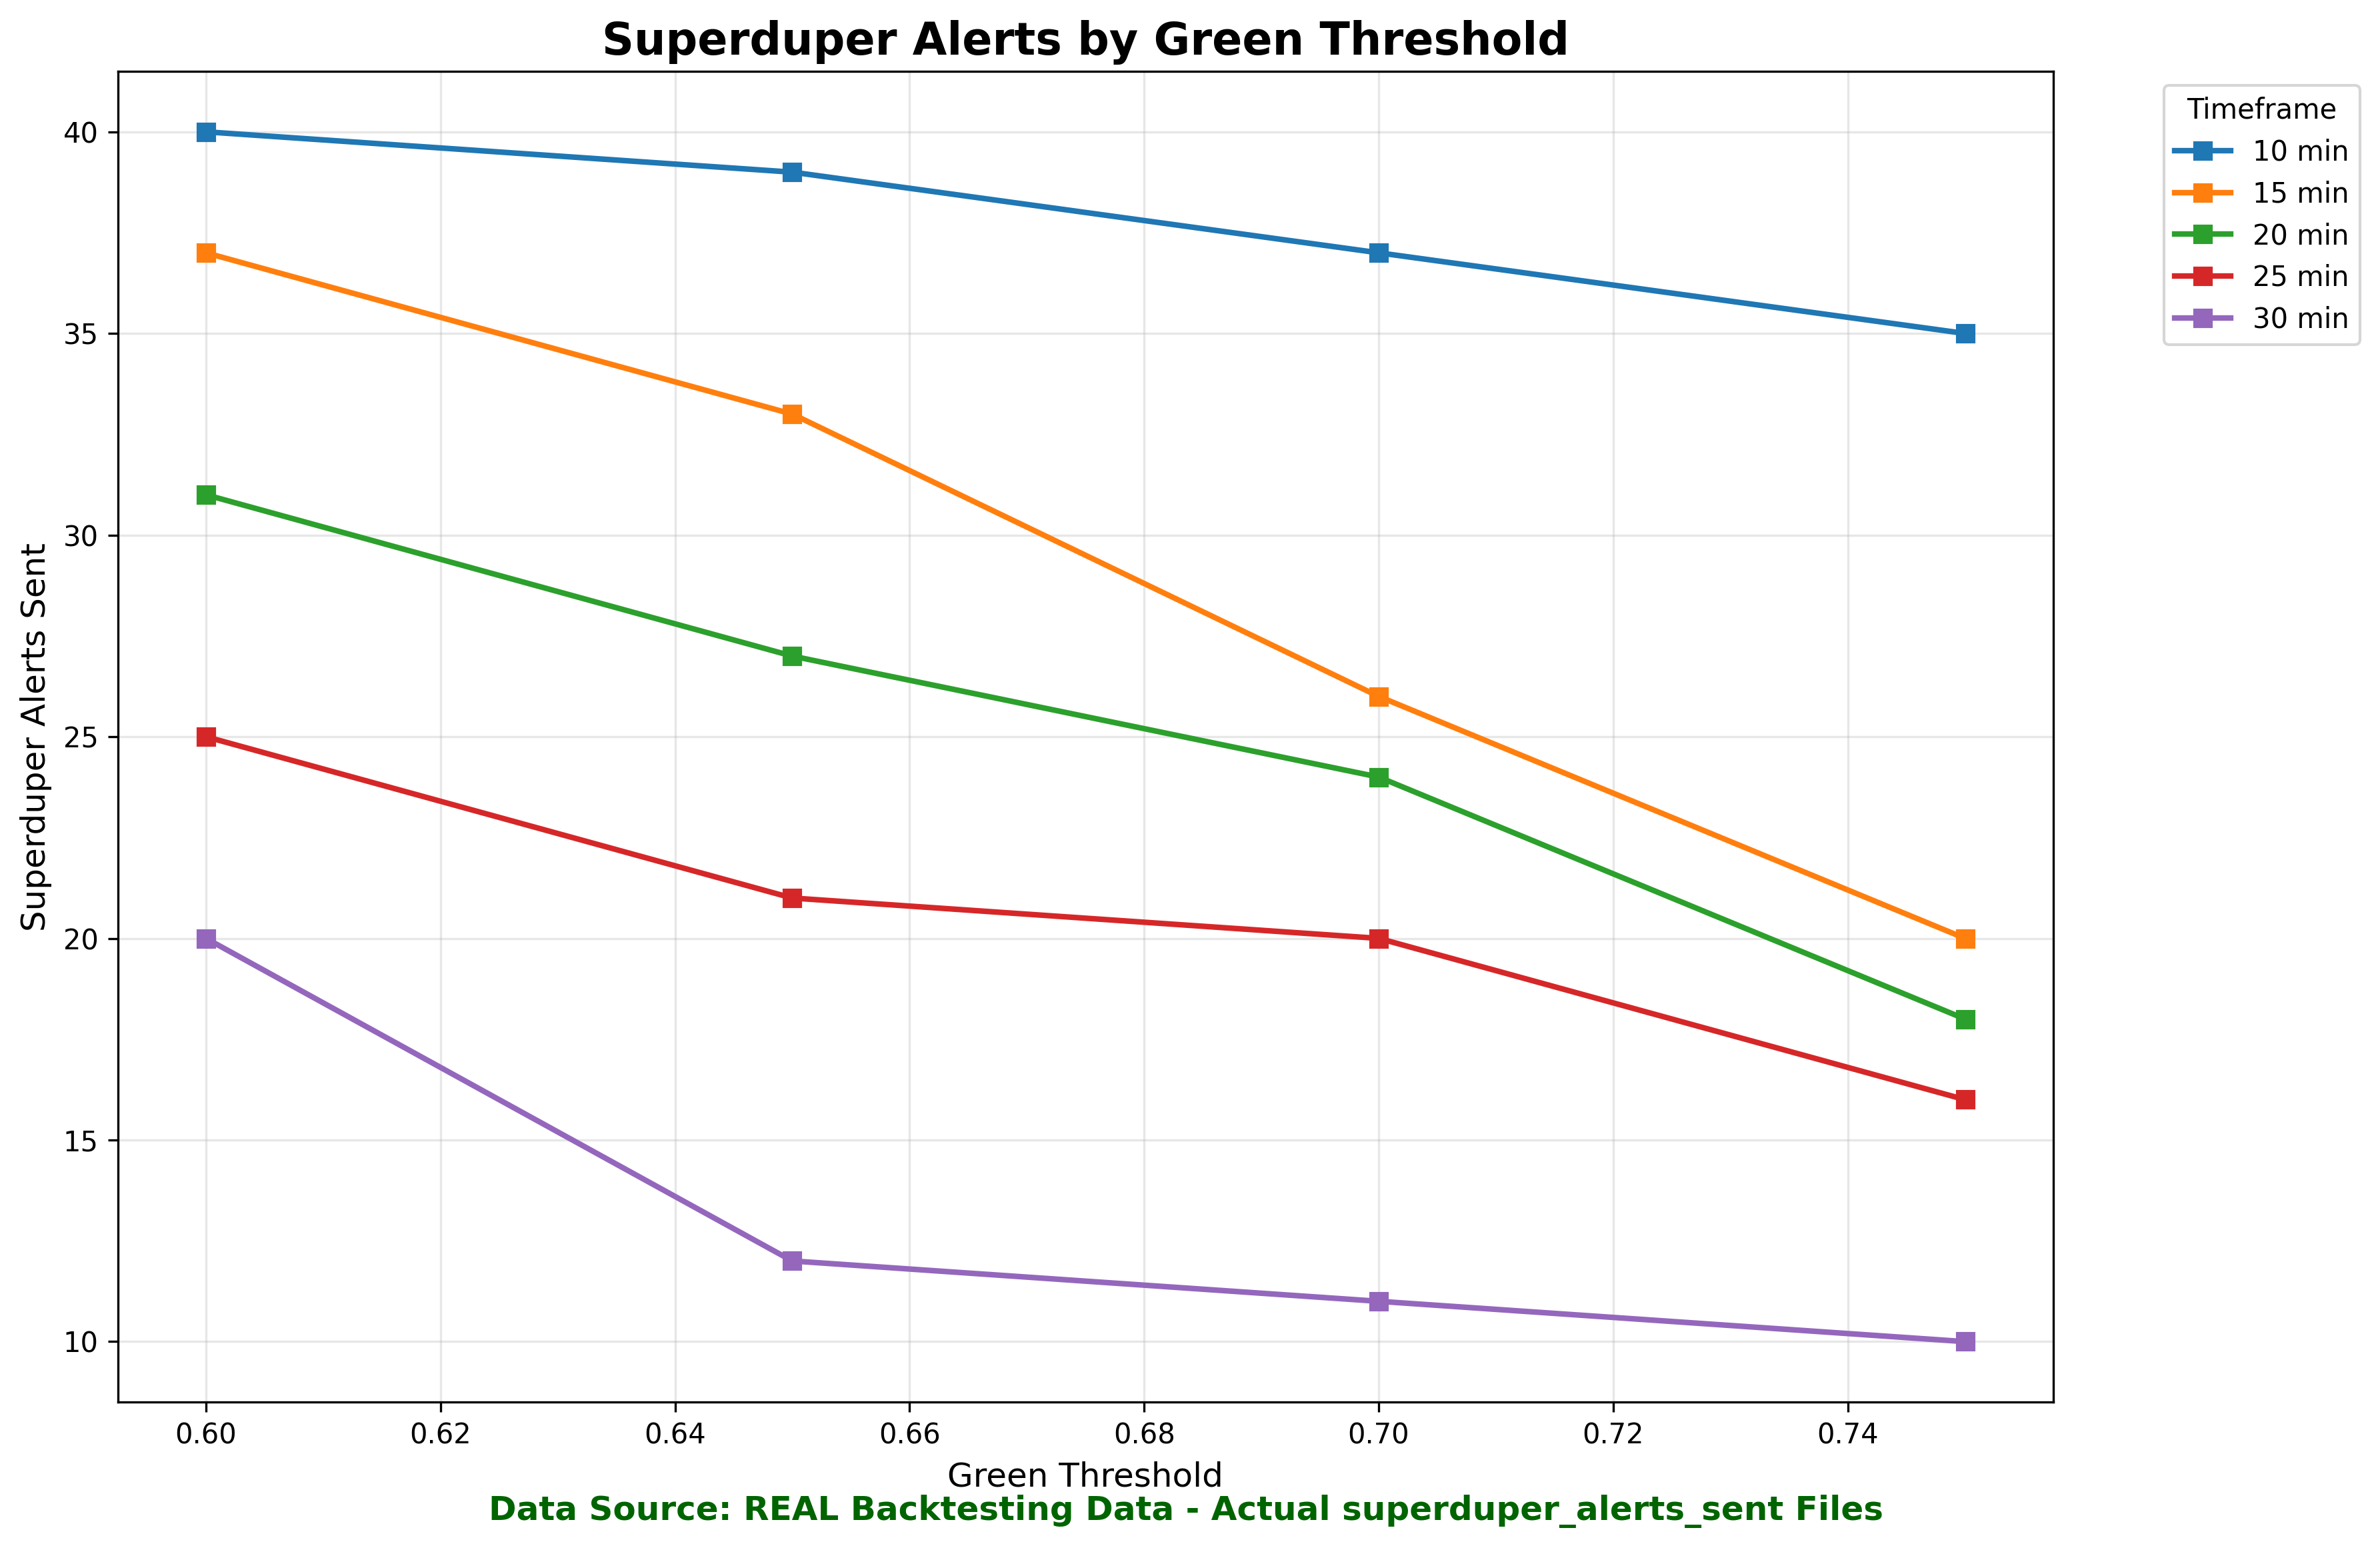 Superduper Alerts by Green Threshold
Timeframe
10 min
15 min
20 min
25 min
30 min
Superduper Alerts Sent
40
35
30
25
20
15
10
0.60 0.62 0.64 0.66 0.68 0.70 0.72 0.74
Green Threshold
Data Source: REAL Backtesting Data - Actual superduper_alerts_sent Files